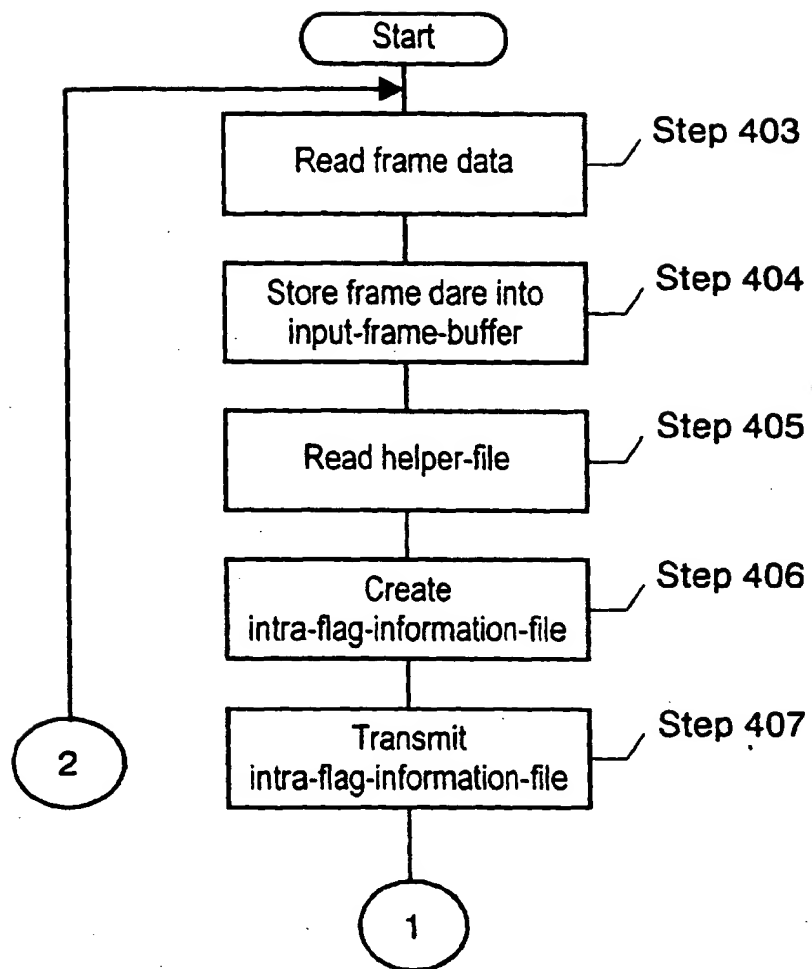 Start
Read frame data
Step 403
Store frame dare into
input-frame-buffer
Step 404
Read helper-file
Step 405
Create
intra-flag-information-file
Step 406
Transmit
intra-flag-information-file
Step 407
2
1